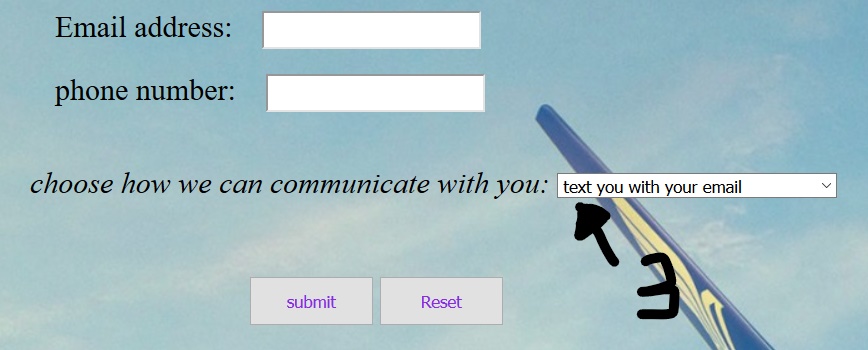 Email address:
phone number:
choose how we can communicate with you: text you with your email
3
submit Reset